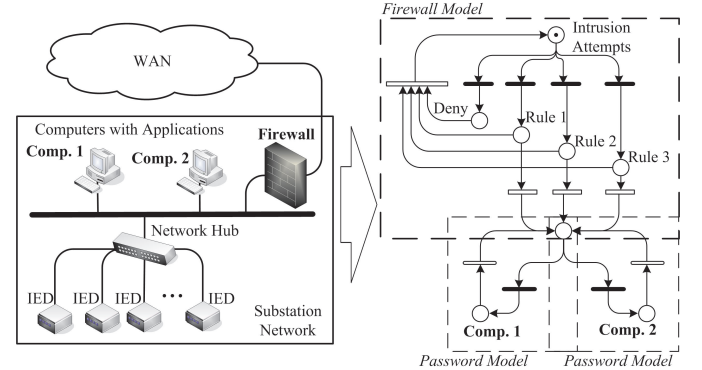 Firewall Model
WAN
Intrusion
Attempts
Deny
Rule 1
Rule 2
Rule 3
Computers with Applications
Firewall
Comp. 1
Comp. 2
Network Hub
IED
IED
IED
IED
Substation
Network
Comp. 1
Comp. 2
Password Model
Password Model